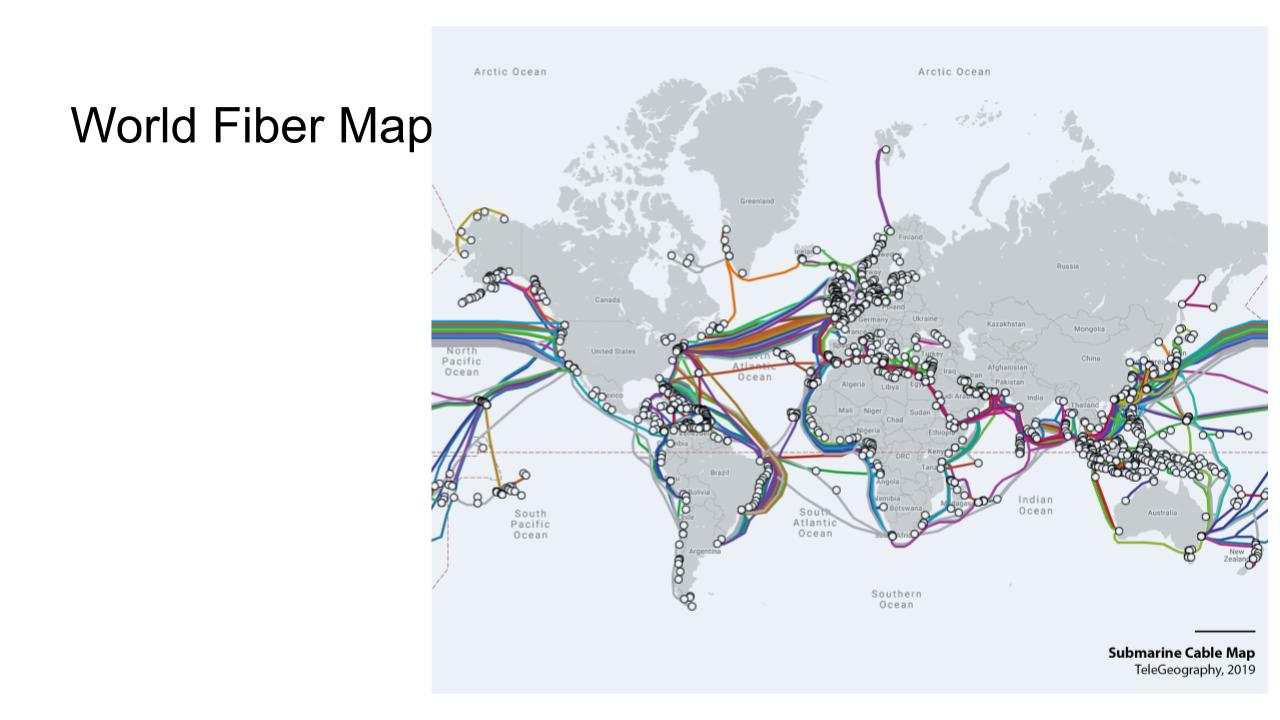 World Fiber Map
Arctic Ocean
Arctic Ocean
Greenland
Finland
Russia
Canada
Poland
Germany
Ukraine
Kazakhstan
Mongolia
North
Pacific
Ocean
United States
Atlantic
Ocean
China
Turkey
Afghanistan
Iraq
Iran
Pakistan
Algeria
Libya
India
Mali
Niger
Chad
Sudan
Thailand
Nigeria
Ethiopia
DRC
Brazil
Angola
Bolivia
Namibia
Botswana
South
Pacific
Ocean
South
Atlantic
Ocean
Indian
Ocean
Australia
Argentina
New
Zealand
Southern
Ocean
Submarine Cable Map
TeleGeography, 2019